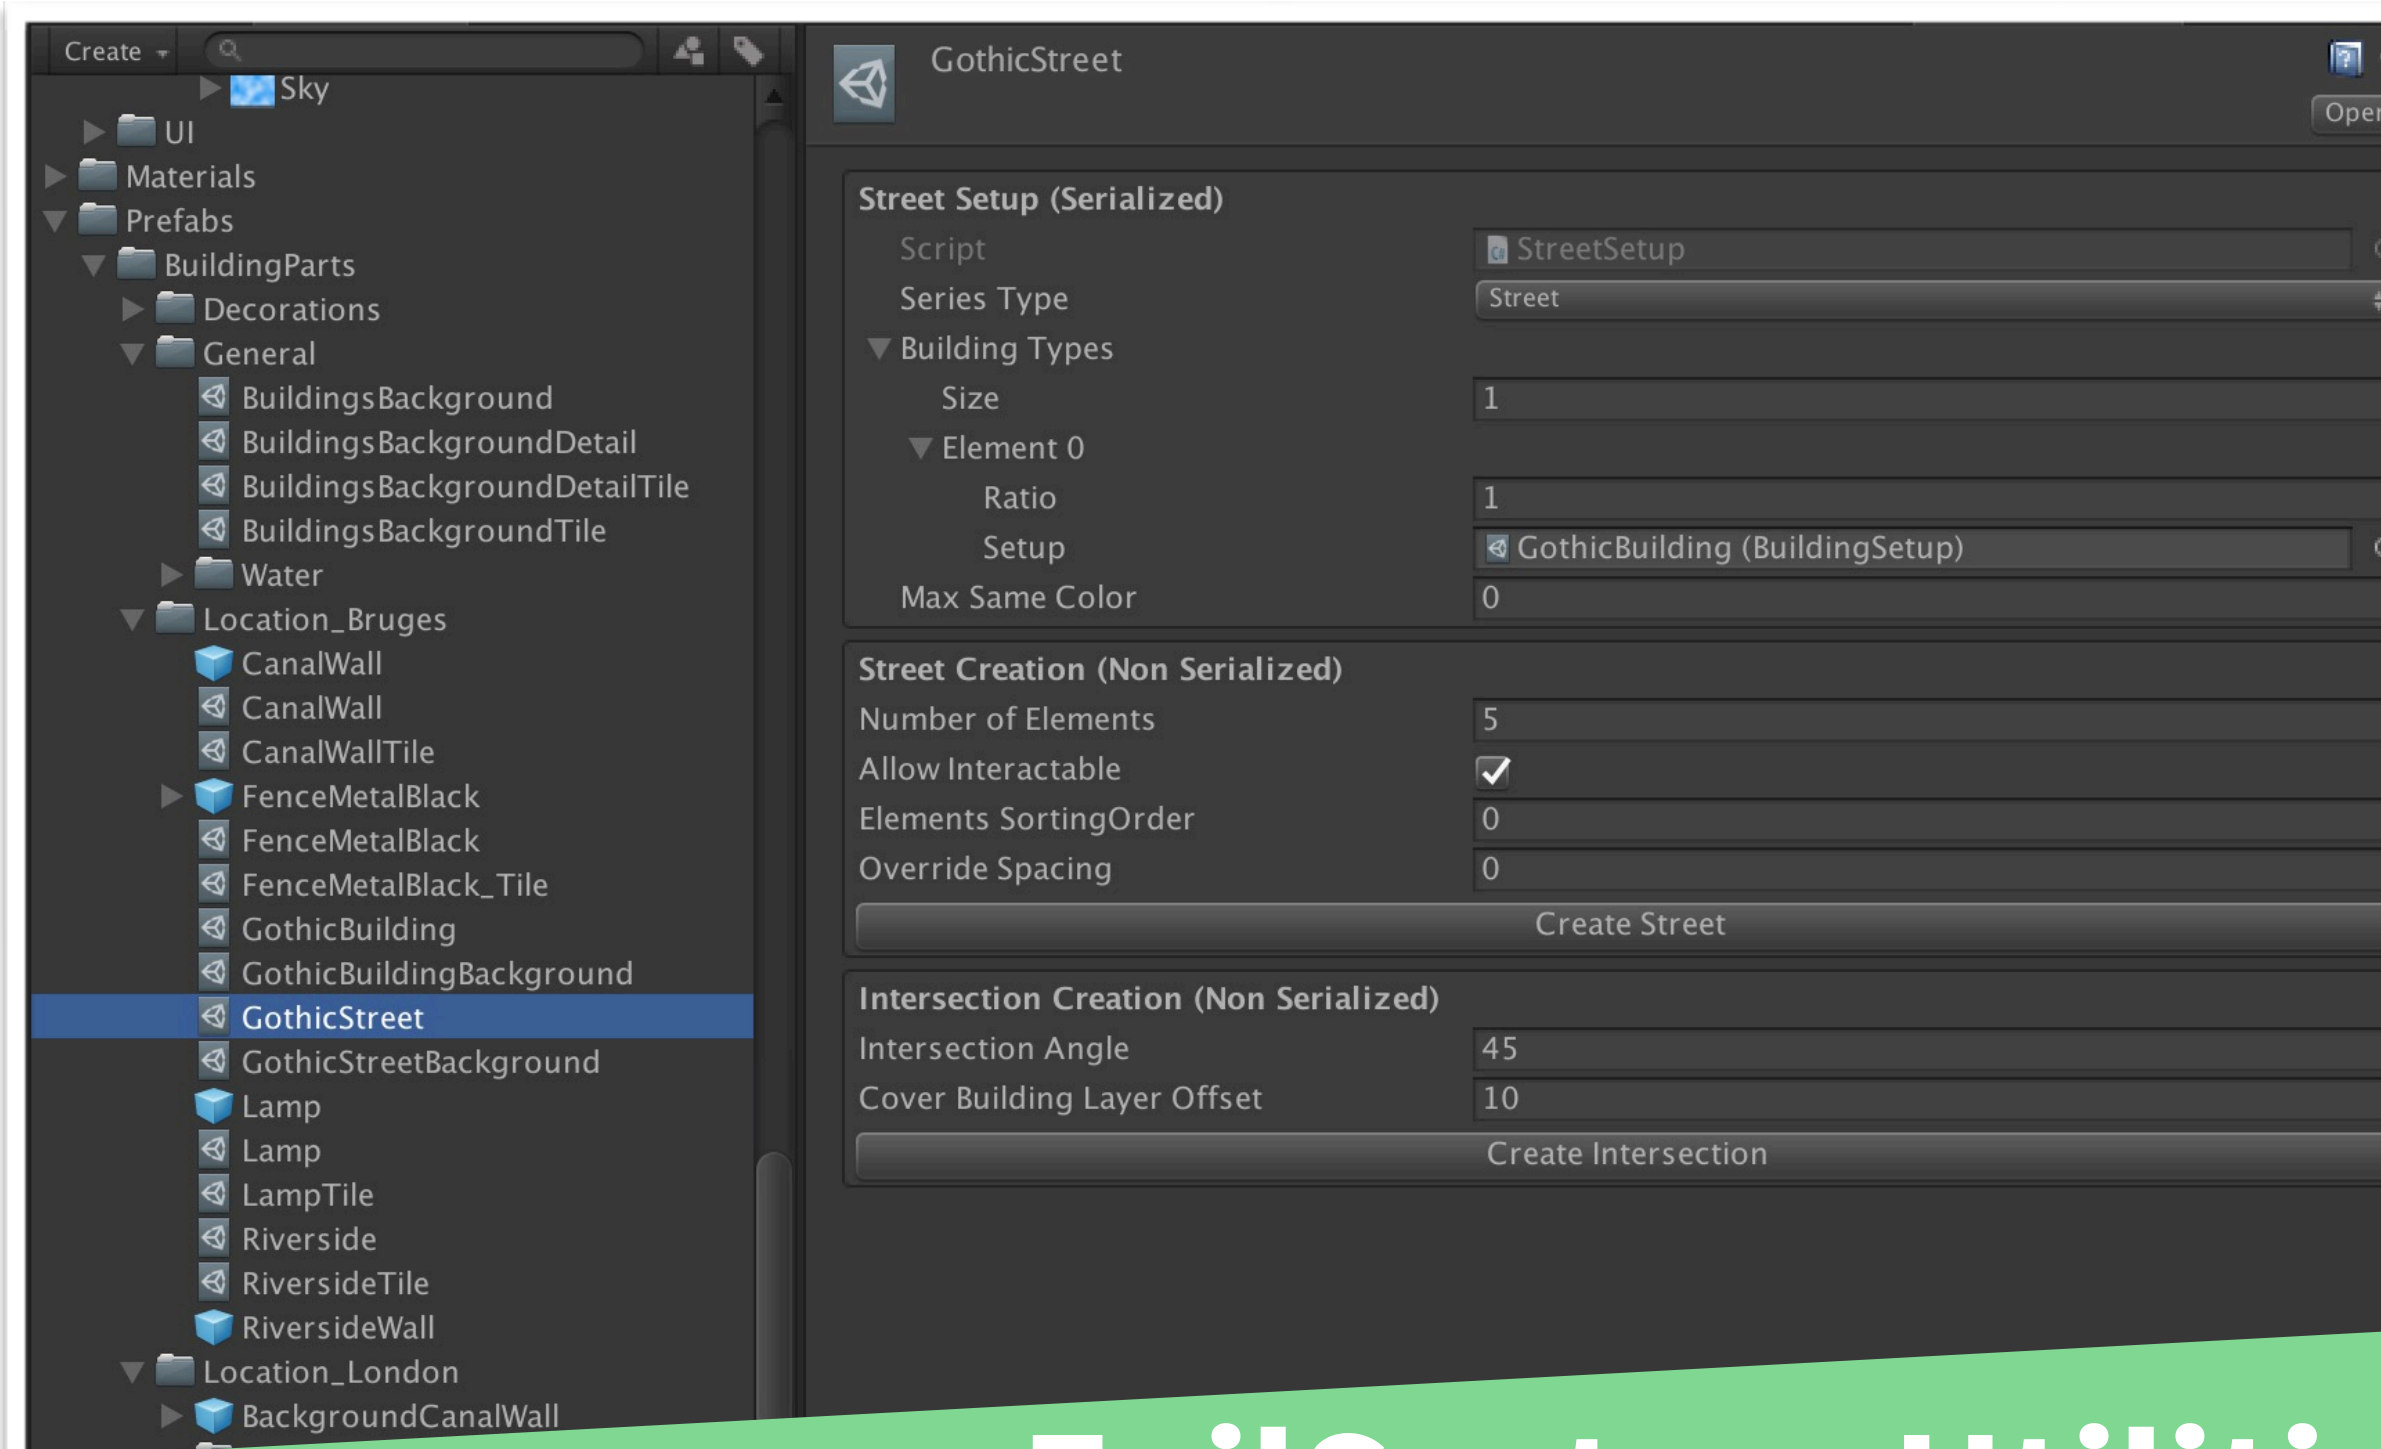 Create
Sky
UI
Materials
Prefabs
BuildingParts
Decorations
General
BuildingsBackground
BuildingsBackgroundDetail
BuildingsBackgroundDetailTile
BuildingsBackgroundTile
Water
Location_Bruges
CanalWall
CanalWall
CanalWallTile
FenceMetalBlack
FenceMetalBlack
FenceMetalBlack_Tile
GothicBuilding
GothicBuildingBackground
GothicStreet
GothicStreetBackground
Lamp
Lamp
LampTile
Riverside
RiversideTile
RiversideWall
Location_London
BackgroundCanalWall
GothicStreet
Street Setup (Serialized)
Script StreetSetup
Series Type Street
Building Types
Size 1
Element 0
Ratio 1
Setup GothicBuilding (BuildingSetup)
Max Same Color 0
Street Creation (Non Serialized)
Number of Elements 5
Allow Interactable
Elements SortingOrder 0
Override Spacing 0
Create Street
Intersection Creation (Non Serialized)
Intersection Angle 45
Cover Building Layer Offset 10
Create Intersection